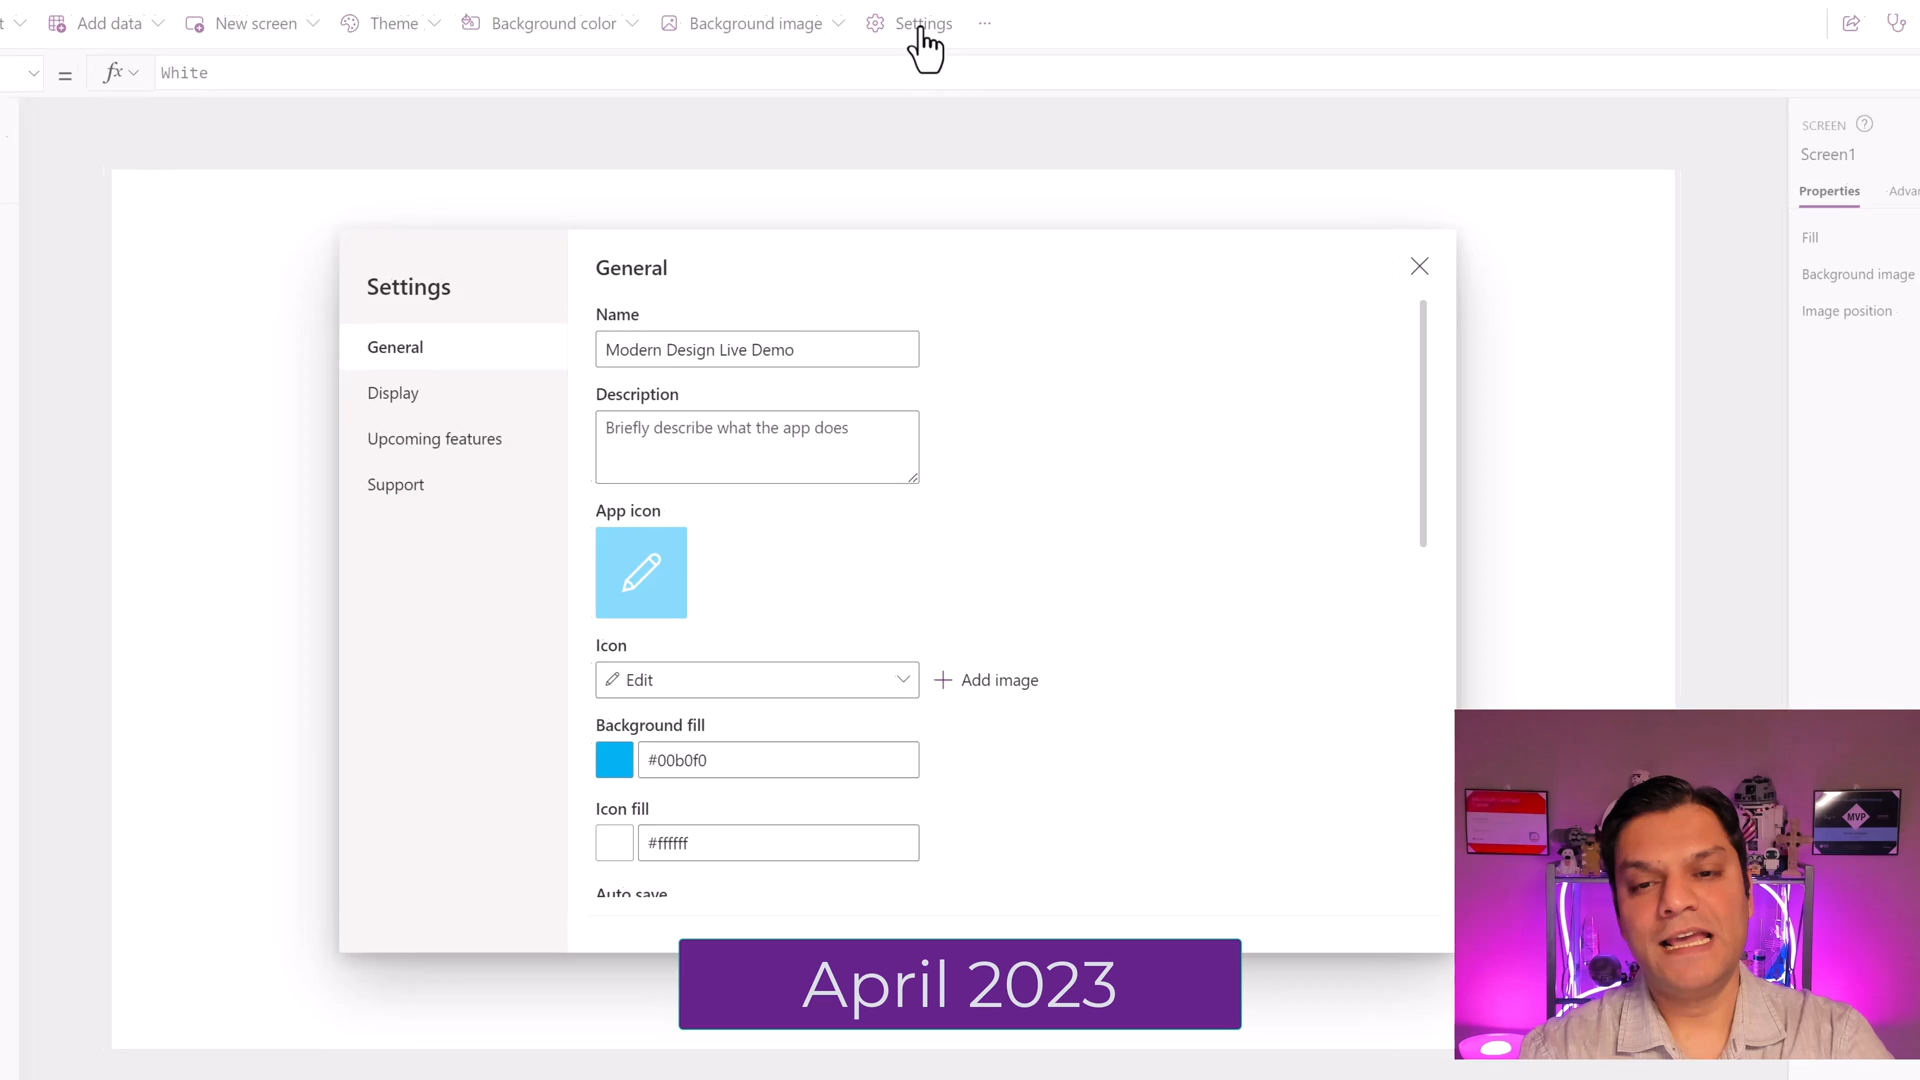 Add data
New screen
Theme
Background color
Background image
Settings
...
= fx White
SCREEN
Screen1
Properties
Fill
Background image
Image position
Settings
General
Display
Upcoming features
Support
General
Name
Modern Design Live Demo
Description
Briefly describe what the app does
App icon
Icon
Edit
Add image
Background fill
#00b0f0
Icon fill
#ffffff
Auto save
April 2023
MVP